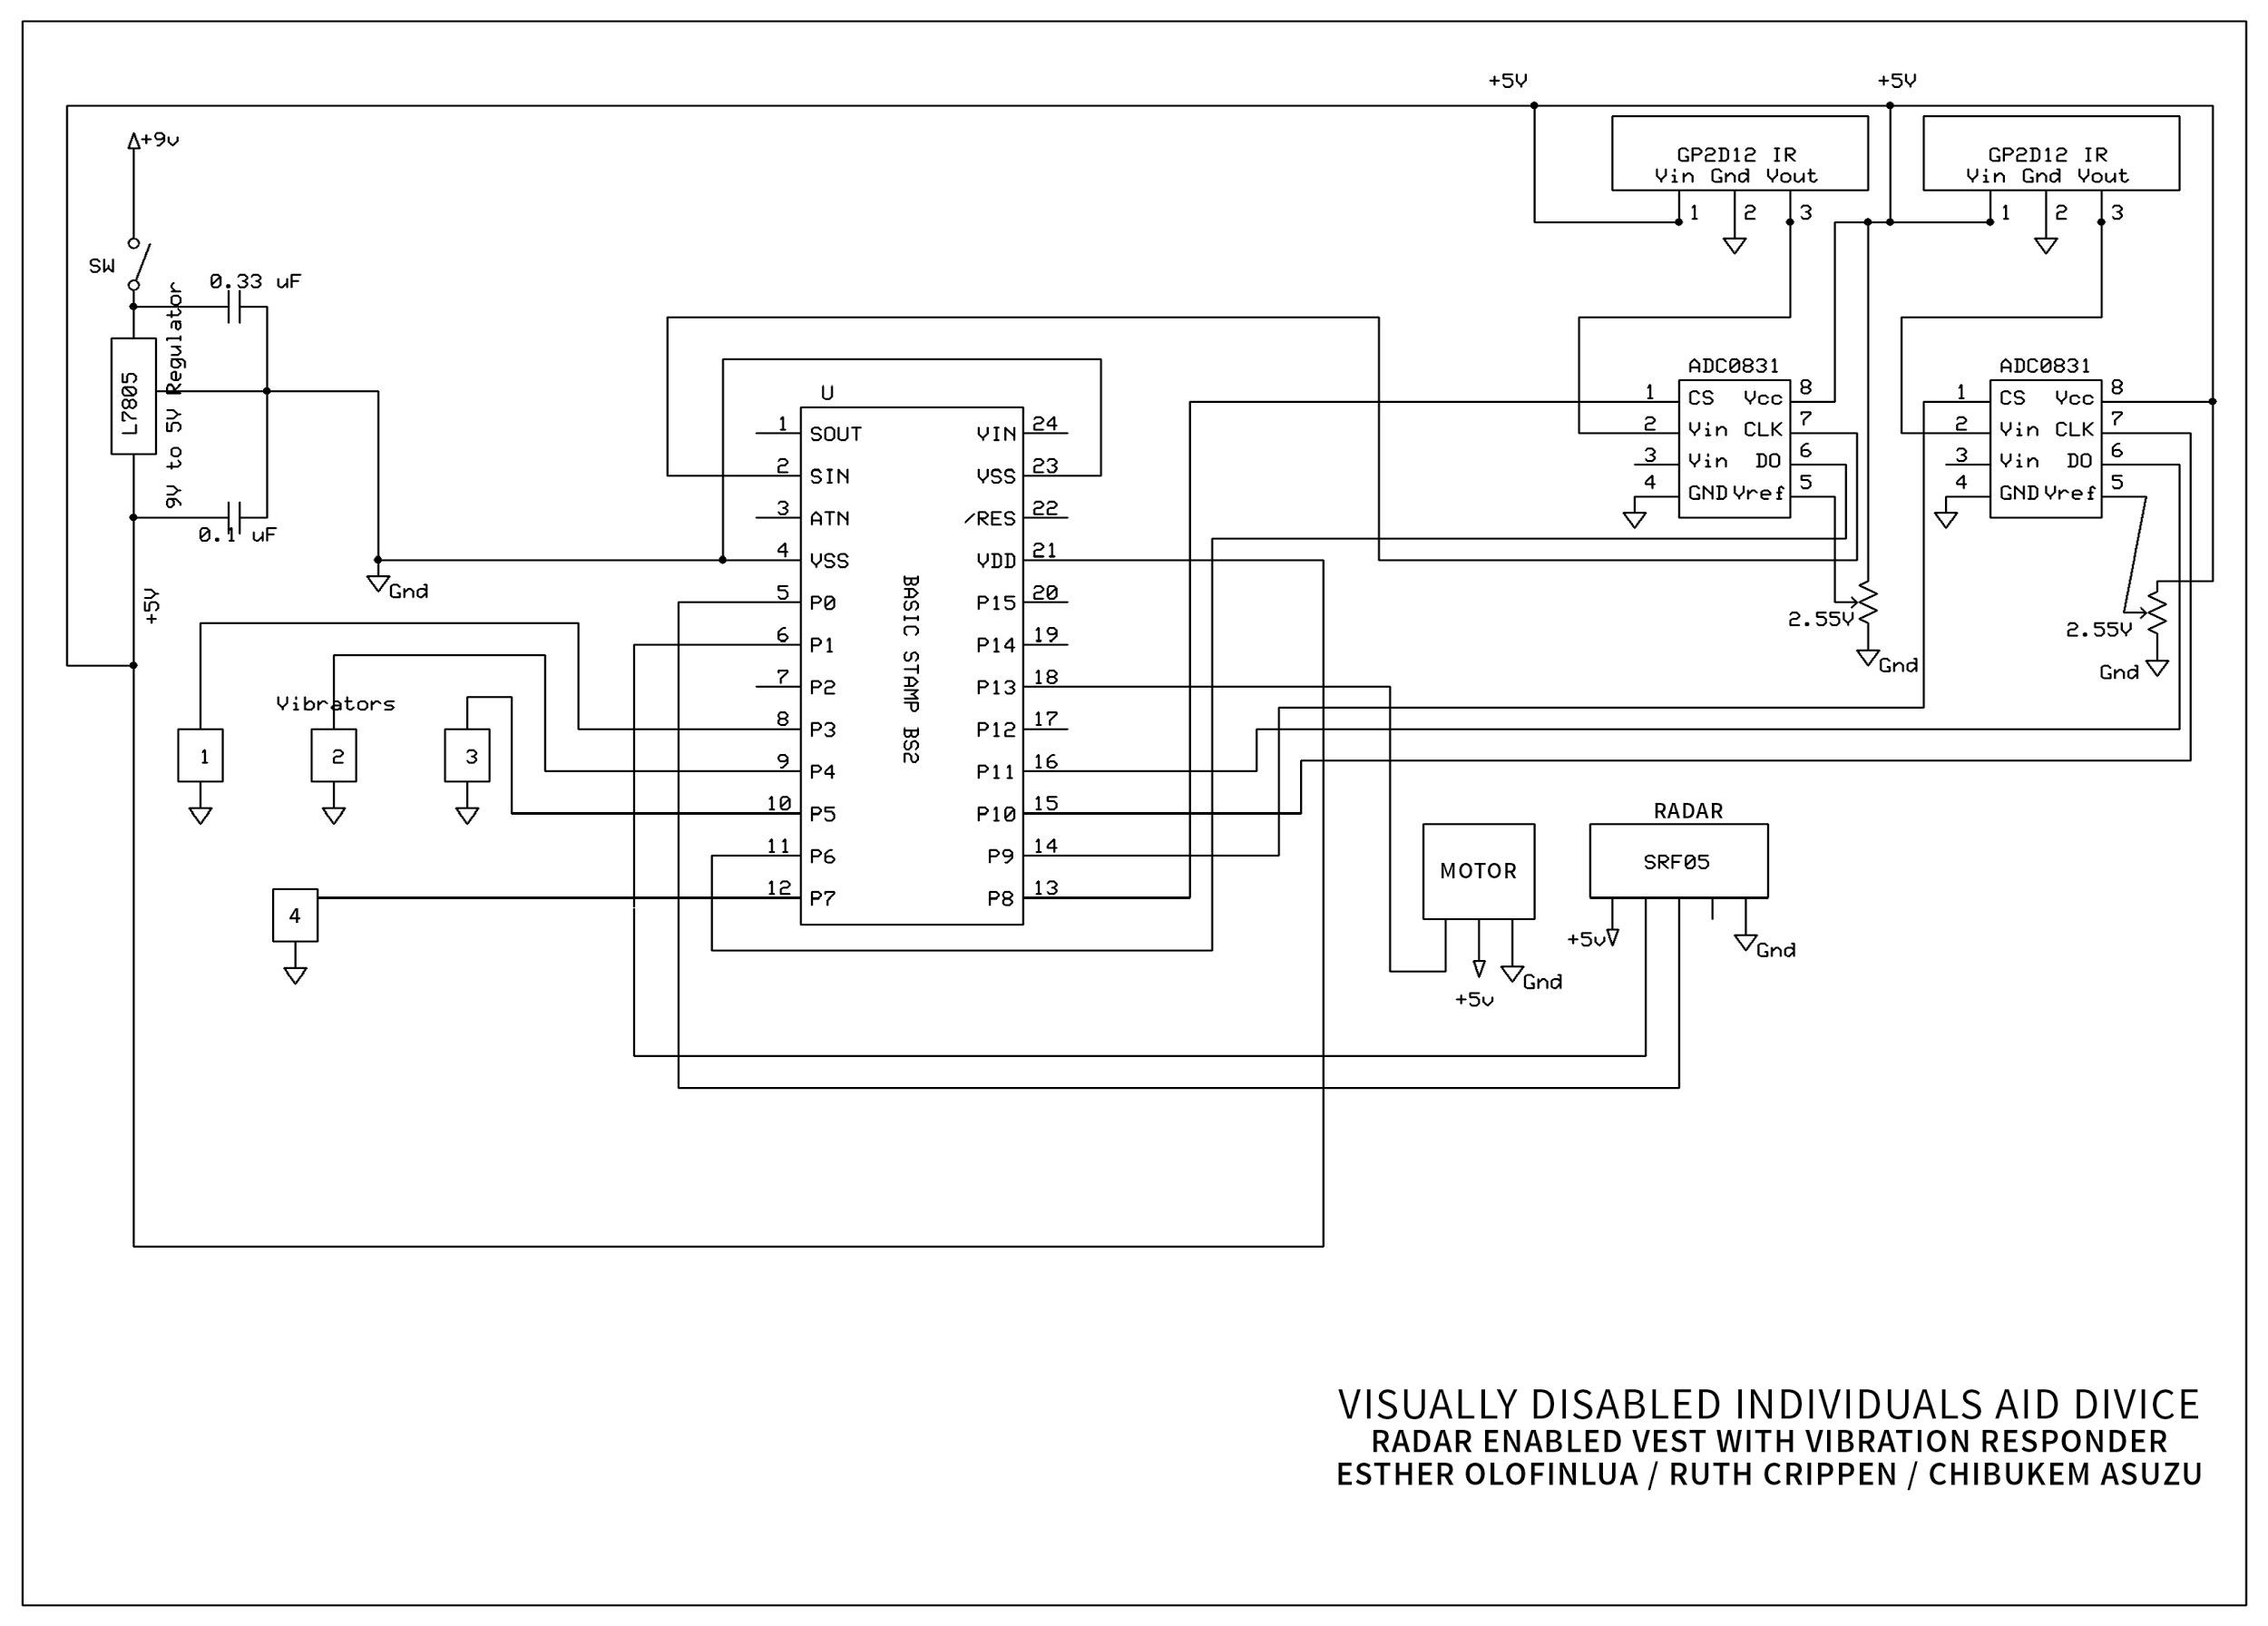 +5V
+5V
+9v
SW
0.33 uF
L7805
9V to 5V Regulator
0.1 uF
+5V
Gnd
Vibrators
1
2
3
4
U
BASIC STAMP BS2
1 SOUT VIN 24
2 SIN VSS 23
3 ATN /RES 22
4 VSS VDD 21
5 P0 P15 20
6 P1 P14 19
7 P2 P13 18
8 P3 P12 17
9 P4 P11 16
10 P5 P10 15
11 P6 P9 14
12 P7 P8 13
GP2D12 IR
Vin Gnd Vout
1 2 3
GP2D12 IR
Vin Gnd Vout
1 2 3
ADC0831
1 CS Vcc 8
2 Vin CLK 7
3 Vin DO 6
4 GND Vref 5
ADC0831
1 CS Vcc 8
2 Vin CLK 7
3 Vin DO 6
4 GND Vref 5
2.55V
Gnd
2.55V
Gnd
MOTOR
+5v
Gnd
RADAR
SRF05
+5v
Gnd
VISUALLY DISABLED INDIVIDUALS AID DIVICE
RADAR ENABLED VEST WITH VIBRATION RESPONDER
ESTHER OLOFINLUA / RUTH CRIPPEN / CHIBUKEM ASUZU